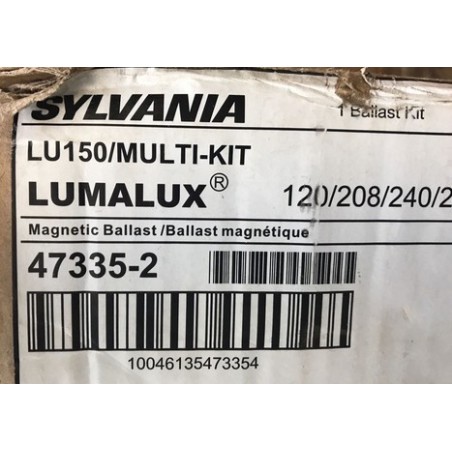 SYLVANIA
1 Ballast Kit
LU150/MULTI-KIT
LUMALUX® 120/208/240/2
Magnetic Ballast/Ballast magnétique
47335-2
10046135473354